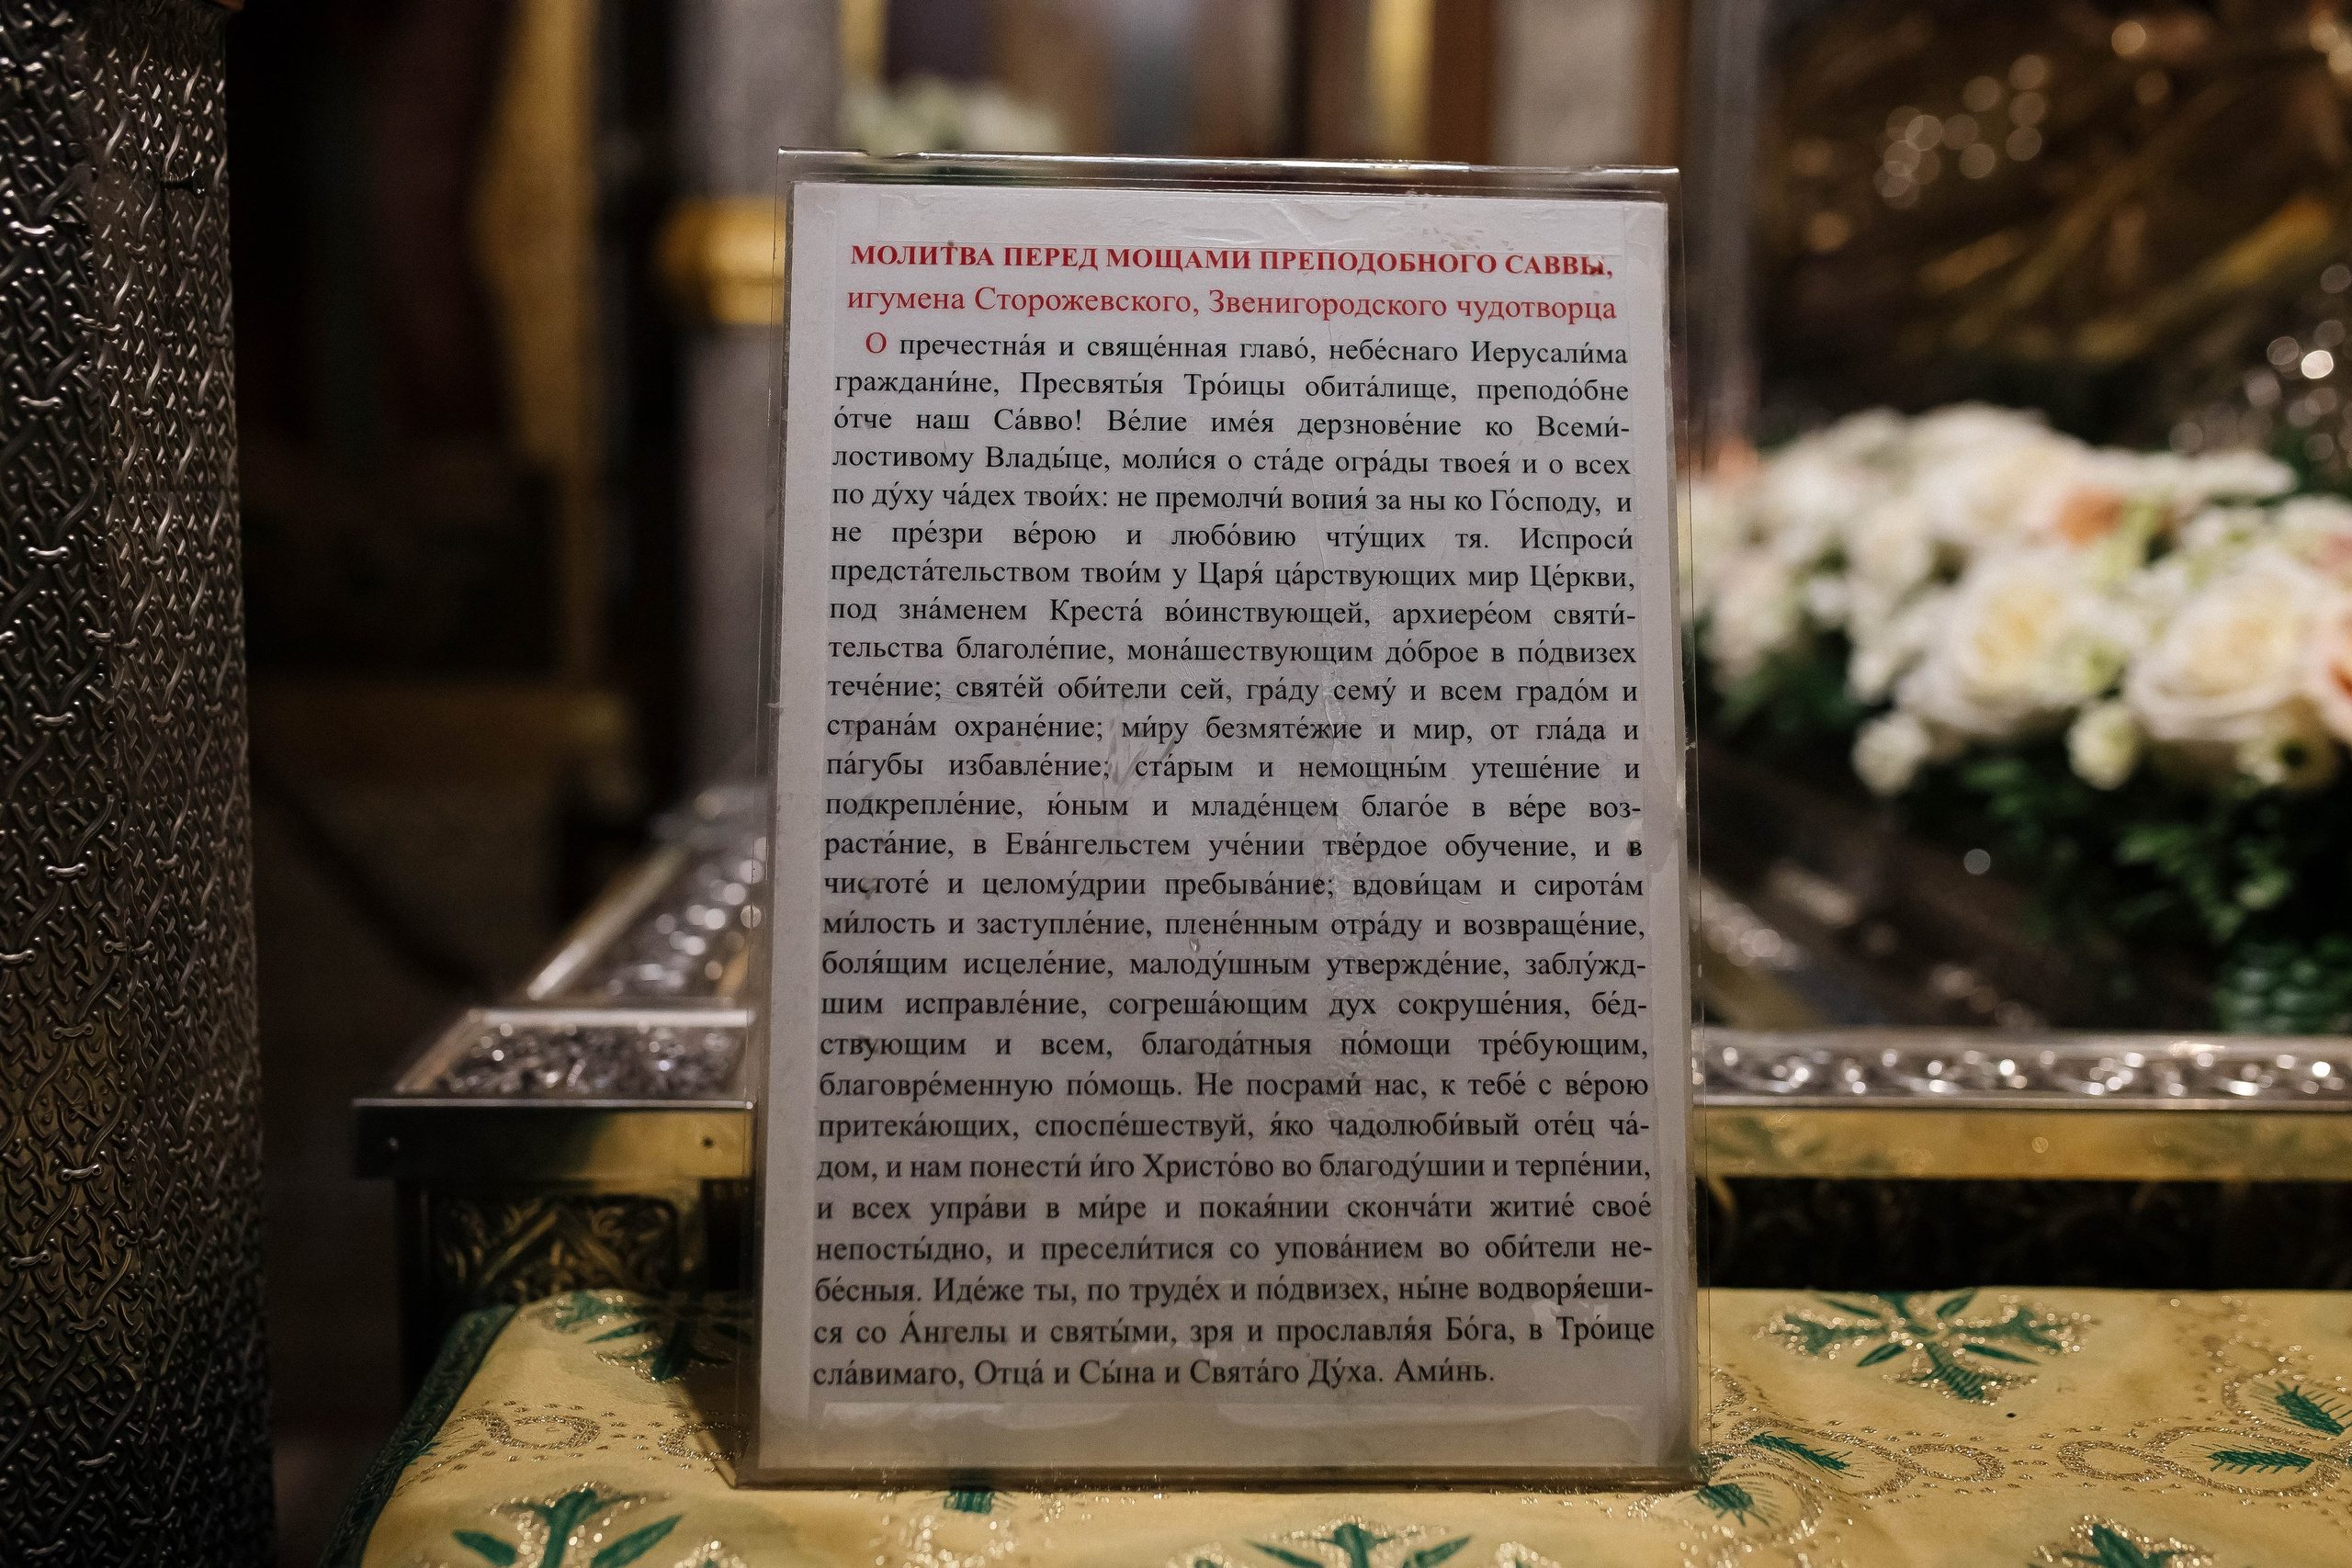 МОЛИТВА ПЕРЕД МОЩАМИ ПРЕПОДОБНОГО САВВЫ,
игумена Сторожевского, Звенигородского чудотворца
О пречестна́я и свяще́нная главо́, небе́снаго Иерусали́ма
граждани́не, Пресвяты́я Тро́ицы обита́лище, преподо́бне
о́тче наш Са́вво! Ве́лие име́я дерзнове́ние ко Всеми́-
лостивому Влады́це, моли́ся о ста́де огра́ды твоея́ и о всех
по ду́ху ча́дех твои́х: не премолчи́ вопия́ за ны ко Го́споду, и
не пре́зри ве́рою и любо́вию чту́щих тя. Испроси́
предста́тельством твои́м у Царя́ ца́рствующих мир Це́ркви,
под зна́менем Креста́ во́инствующей, архиере́ом святи́-
тельства благоле́пие, мона́шествующим до́брое в по́двизех
тече́ние; святе́й оби́тели сей, гра́ду сему́ и всем градо́м и
страна́м охране́ние; ми́ру безмяте́жие и мир, от гла́да и
па́губы избавле́ние; ста́рым и немощны́м утеше́ние и
подкрепле́ние, ю́ным и младе́нцем благо́е в ве́ре воз-
раста́ние, в Ева́нгельстем уче́нии тве́рдое обучение, и в
чистоте́ и целому́дрии пребыва́ние; вдови́цам и сирота́м
ми́лость и заступле́ние, плене́нным отра́ду и возвраще́ние,
боля́щим исцеле́ние, малоду́шным утвержде́ние, заблу́жд-
шим исправле́ние, согреша́ющим дух сокруше́ния, бе́д-
ствующим и всем, благода́тныя по́мощи тре́бующим,
благовре́менную по́мощь. Не посрами́ нас, к тебе́ с ве́рою
притека́ющих, споспе́шествуй, я́ко чадолюби́вый оте́ц ча́-
дом, и нам понести́ и́го Христо́во во благоду́шии и терпе́нии,
и всех упра́ви в ми́ре и покая́нии сконча́ти житие́ свое́
непосты́дно, и пресели́тися со упова́нием во оби́тели не-
бе́сныя. Иде́же ты, по труде́х и по́двизех, ны́не водворя́еши-
ся со А́нгелы и святы́ми, зря и прославля́я Бо́га, в Тро́ице
сла́вимаго, Отца́ и Сы́на и Свята́го Ду́ха. Ами́нь.